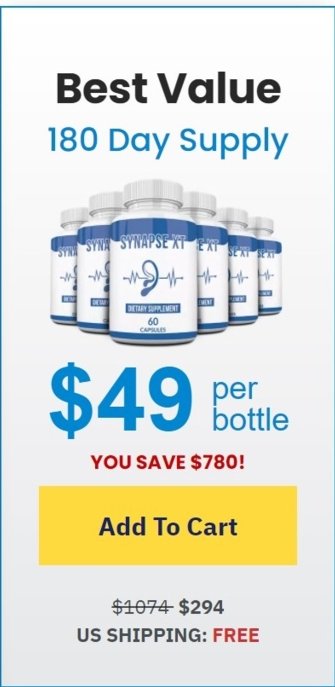 Best Value
180 Day Supply
SYNAPSE XT
DIETARY SUPPLEMENT
60
CAPSULES
$49 per bottle
YOU SAVE $780!
Add To Cart
$1074 $294
US SHIPPING: FREE